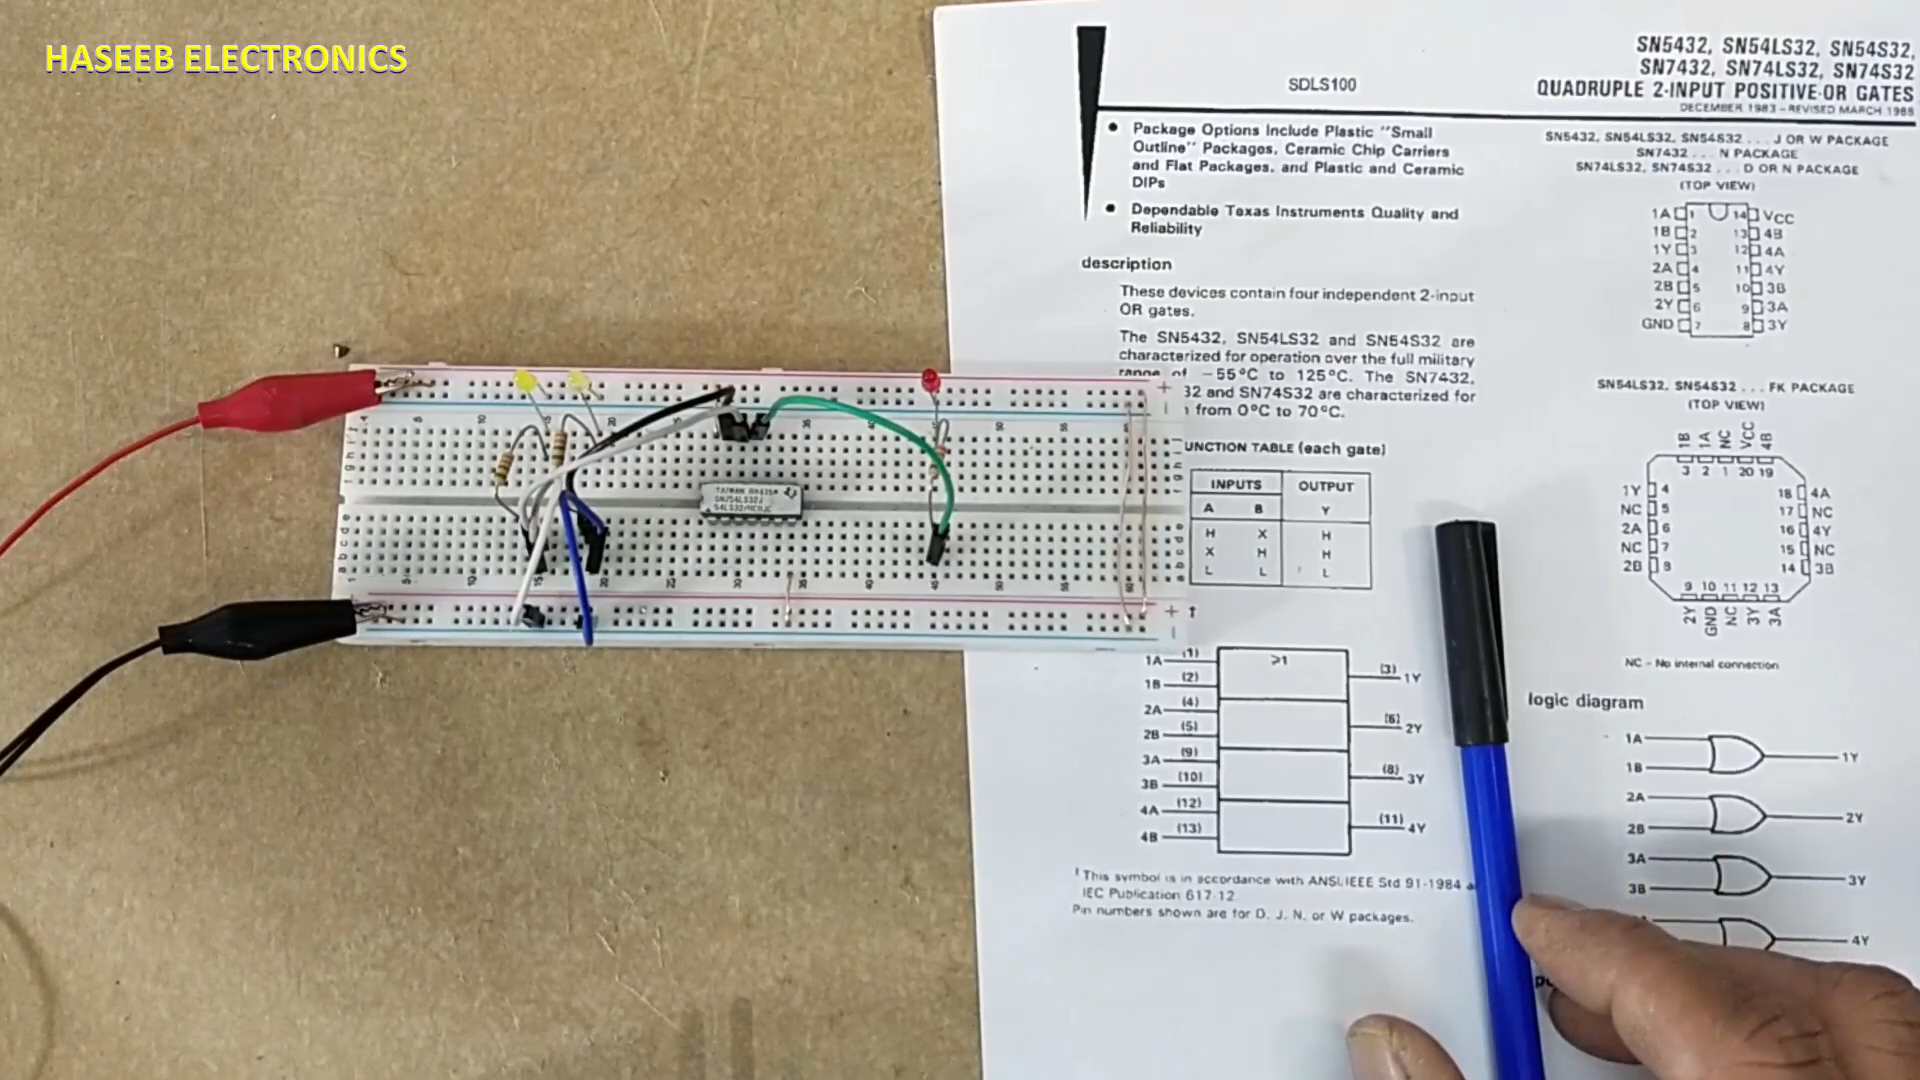 HASEEB ELECTRONICS
SDLS100
SN5432, SN54LS32, SN54S32,
SN7432, SN74LS32, SN74S32
QUADRUPLE 2-INPUT POSITIVE-OR GATES
DECEMBER 1983 – REVISED MARCH 1988
• Package Options Include Plastic "Small
Outline" Packages, Ceramic Chip Carriers
and Flat Packages, and Plastic and Ceramic
DIPs
• Dependable Texas Instruments Quality and
Reliability
description
These devices contain four independent 2-input
OR gates.
The SN5432, SN54LS32 and SN54S32 are
characterized for operation over the full military
range of −55°C to 125°C. The SN7432,
32 and SN74S32 are characterized for
from 0°C to 70°C.
UNCTION TABLE (each gate)
INPUTS OUTPUT
A B Y
H X H
X H H
L L L
1A (1)
1B (2)
2A (4)
2B (5)
3A (9)
3B (10)
4A (12)
4B (13)
≥1
(3) 1Y
(6) 2Y
(8) 3Y
(11) 4Y
† This symbol is in accordance with ANSI/IEEE Std 91-1984 a
IEC Publication 617-12
Pin numbers shown are for D, J, N, or W packages.
SN5432, SN54LS32, SN54S32 . . . J OR W PACKAGE
SN7432 . . . N PACKAGE
SN74LS32, SN74S32 . . . D OR N PACKAGE
(TOP VIEW)
1A 1 14 VCC
1B 2 13 4B
1Y 3 12 4A
2A 4 11 4Y
2B 5 10 3B
2Y 6 9 3A
GND 7 8 3Y
SN54LS32, SN54S32 . . . FK PACKAGE
(TOP VIEW)
1B 1A NC VCC 4B
3 2 1 20 19
1Y 4 18 4A
NC 5 17 NC
2A 6 16 4Y
NC 7 15 NC
2B 8 14 3B
9 10 11 12 13
2Y GND NC 3Y 3A
NC – No internal connection
logic diagram
1A
1B
1Y
2A
2B
2Y
3A
3B
3Y
4Y
SNJ54LS32J